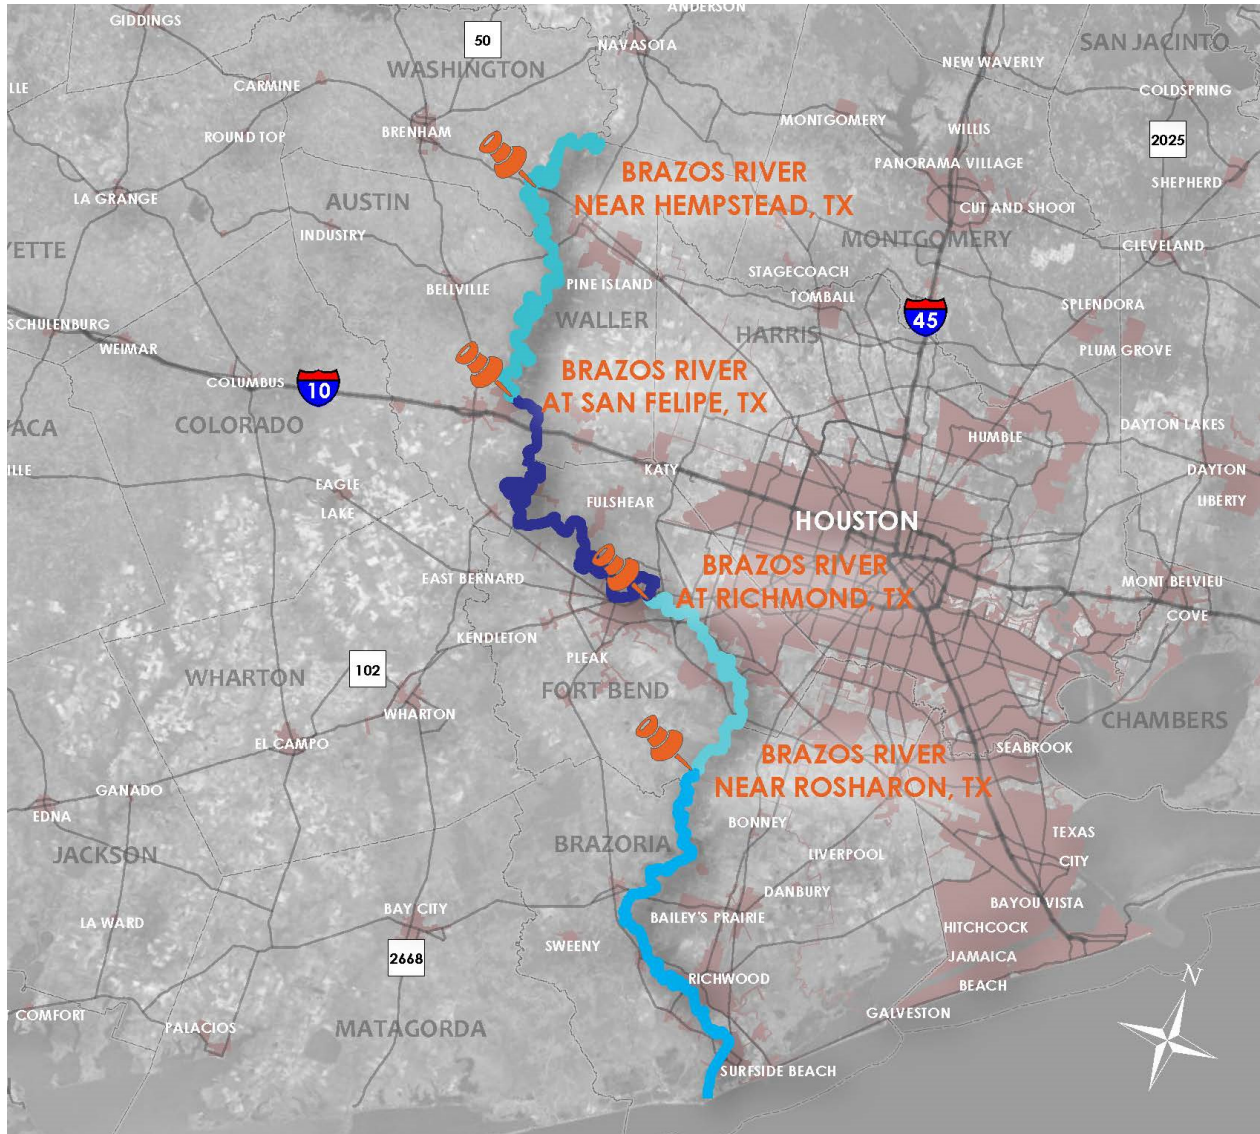 ANDERSON
GIDDINGS
50
NAVASOTA
SAN JACINTO
WASHINGTON
NEW WAVERLY
LLE
CARMINE
COLDSPRING
MONTGOMERY
WILLIS
ROUND TOP
BRENHAM
2025
PANORAMA VILLAGE
BRAZOS RIVER
NEAR HEMPSTEAD, TX
SHEPHERD
LA GRANGE
AUSTIN
CUT AND SHOOT
INDUSTRY
MONTGOMERY
CLEVELAND
YETTE
STAGECOACH
BELLVILLE
PINE ISLAND
TOMBALL
SPLENDORA
SCHULENBURG
WALLER
HARRIS
45
WEIMAR
PLUM GROVE
BRAZOS RIVER
AT SAN FELIPE, TX
COLUMBUS
10
COLORADO
ACA
DAYTON LAKES
HUMBLE
VILLE
KATY
DAYTON
EAGLE
LAKE
FULSHEAR
LIBERTY
HOUSTON
BRAZOS RIVER
AT RICHMOND, TX
EAST BERNARD
MONT BELVIEU
COVE
KENDLETON
PLEAK
102
WHARTON
FORT BEND
WHARTON
CHAMBERS
EL CAMPO
SEABROOK
BRAZOS RIVER
NEAR ROSHARON, TX
GANADO
EDNA
BONNEY
TEXAS
CITY
BRAZORIA
JACKSON
LIVERPOOL
DANBURY
BAY CITY
BAILEY'S PRAIRIE
BAYOU VISTA
LA WARD
HITCHCOCK
SWEENY
2668
JAMAICA
BEACH
RICHWOOD
N
T COMFORT
GALVESTON
PALACIOS
MATAGORDA
SURFSIDE BEACH